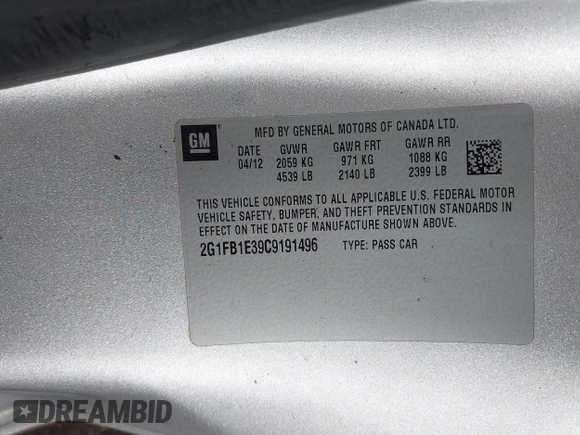 GM
MFD BY GENERAL MOTORS OF CANADA LTD.
DATE GVWR GAWR FRT GAWR RR
04/12 2059 KG 971 KG 1088 KG
4539 LB 2140 LB 2399 LB
THIS VEHICLE CONFORMS TO ALL APPLICABLE U.S. FEDERAL MOTOR
VEHICLE SAFETY, BUMPER, AND THEFT PREVENTION STANDARDS IN
EFFECT ON THE DATE OF MANUFACTURE SHOWN ABOVE.
2G1FB1E39C9191496 TYPE: PASS CAR
DREAMBID